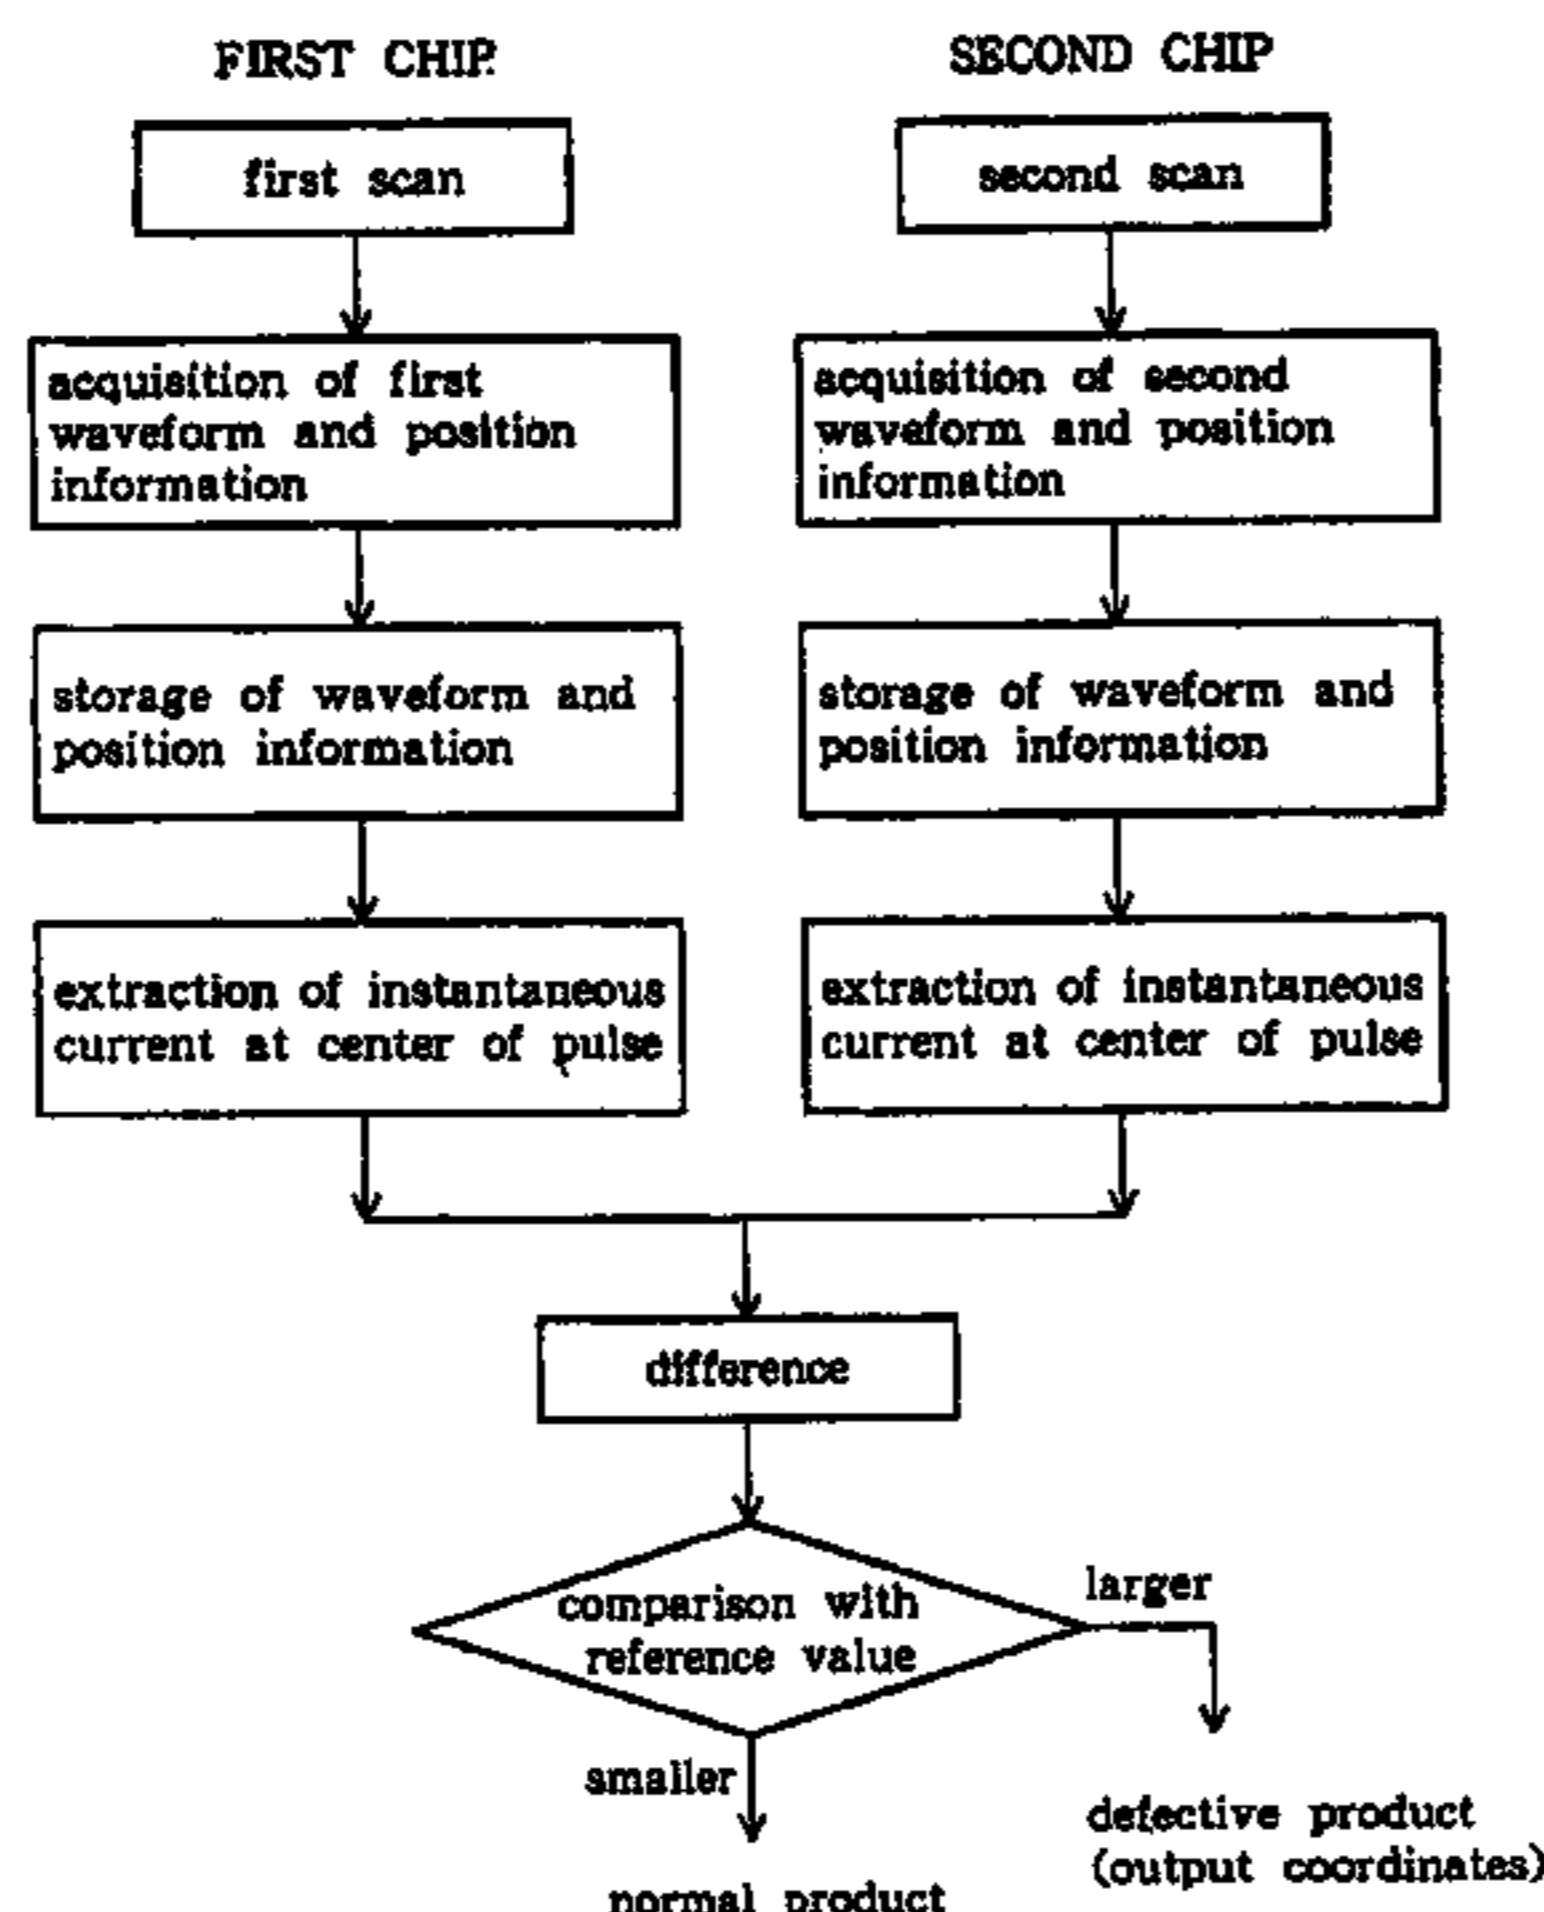 FIRST CHIP
first scan
acquisition of first
waveform and position
information
storage of waveform and
position information
extraction of instantaneous
current at center of pulse
SECOND CHIP
second scan
acquisition of second
waveform and position
information
storage of waveform and
position information
extraction of instantaneous
current at center of pulse
difference
comparison with
reference value
larger
smaller
defective product
(output coordinates)
normal product